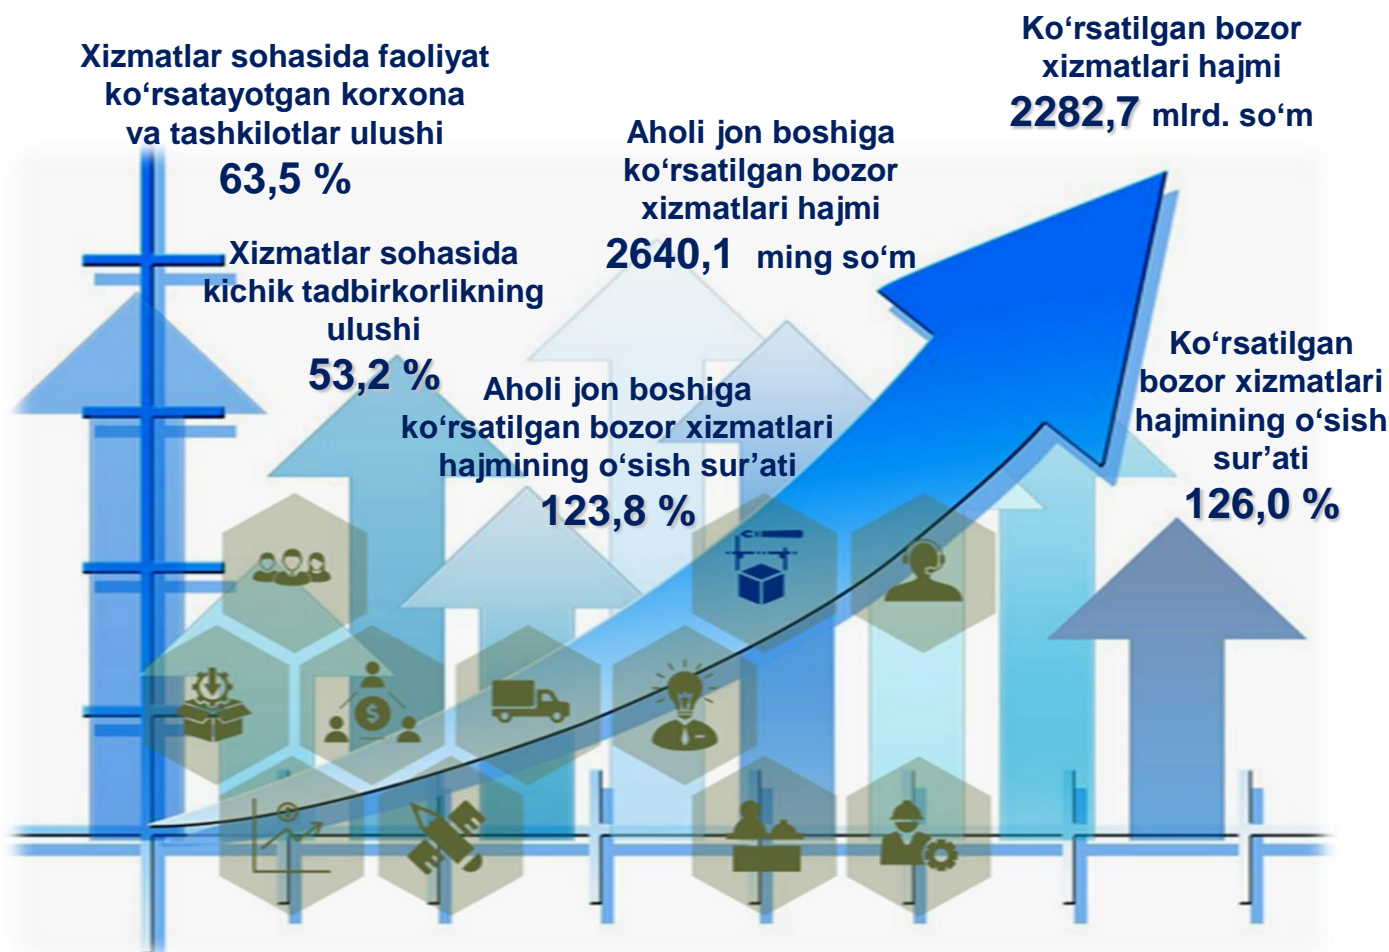 Xizmatlar sohasida faoliyat
ko‘rsatayotgan korxona
va tashkilotlar ulushi
63,5 %
Xizmatlar sohasida
kichik tadbirkorlikning
ulushi
53,2 %
Aholi jon boshiga
ko‘rsatilgan bozor
xizmatlari hajmi
2640,1 ming so‘m
Aholi jon boshiga
ko‘rsatilgan bozor xizmatlari
hajmining o‘sish sur’ati
123,8 %
Ko‘rsatilgan bozor
xizmatlari hajmi
2282,7 mlrd. so‘m
Ko‘rsatilgan
bozor xizmatlari
hajmining o‘sish
sur’ati
126,0 %